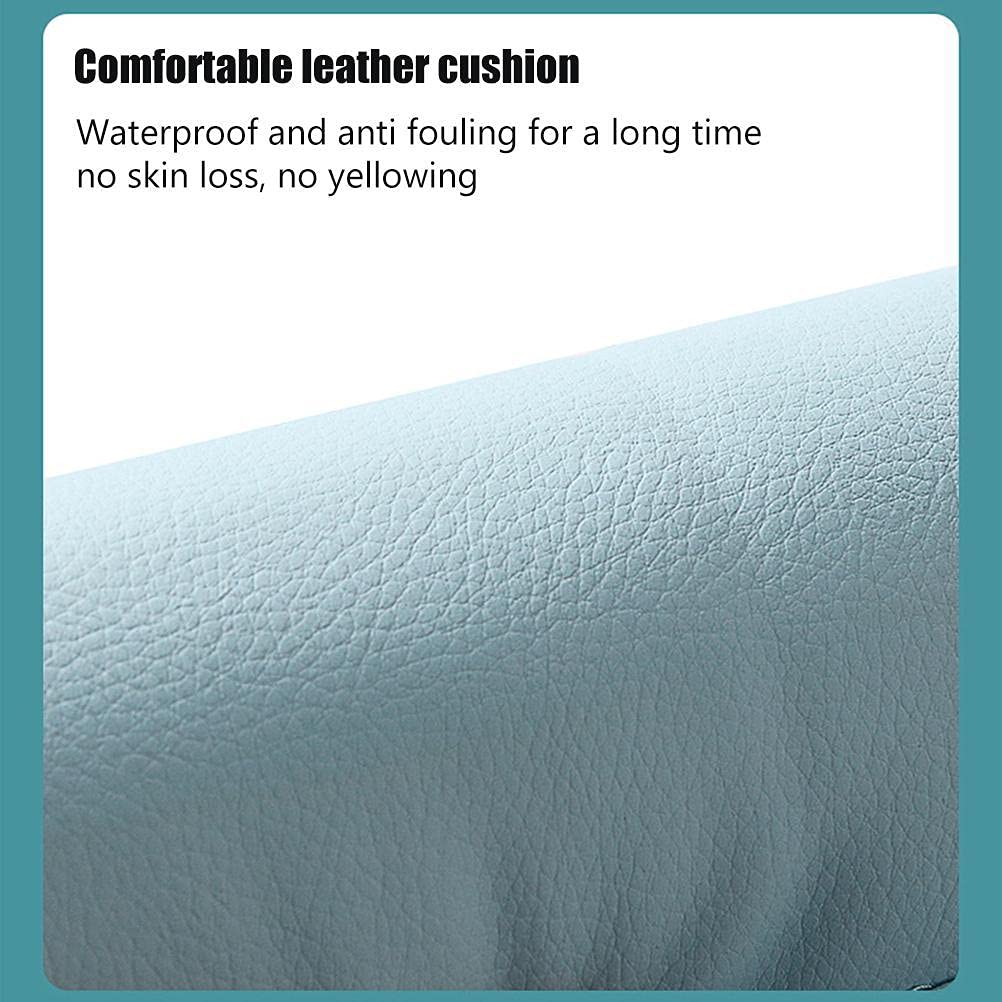 Comfortable leather cushion
Waterproof and anti fouling for a long time
no skin loss, no yellowing